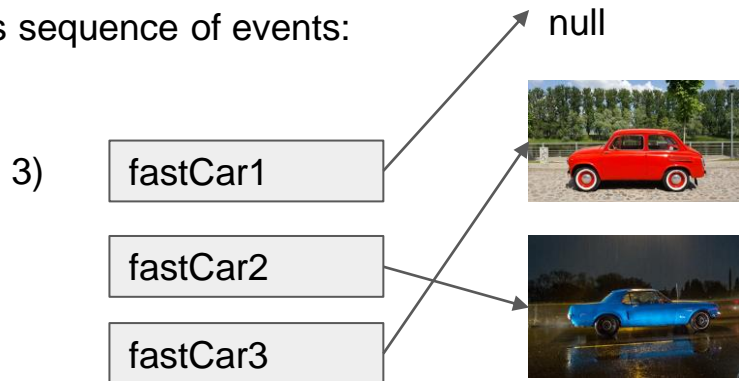 s sequence of events:
null
3)
fastCar1
fastCar2
fastCar3